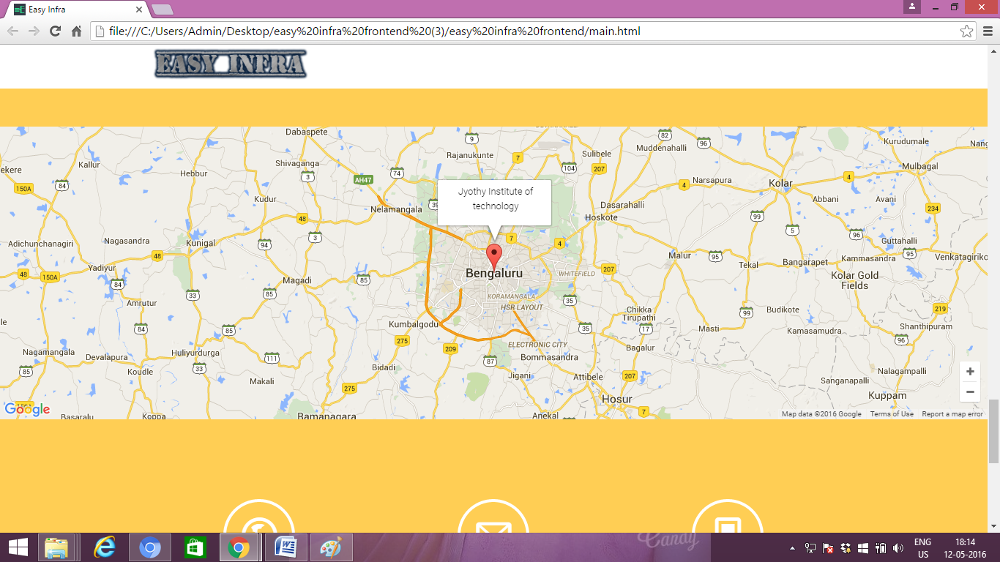 Easy Infra
file:///C:/Users/Admin/Desktop/easy%20infra%20frontend%20(3)/easy%20infra%20frontend/main.html
EASY INFRA
Dabaspete
9
82
96
Kurudumale
Nang
Kallur
Shivaganga
Rajanukunte
7
Sulibele
Muddenahalli
Mulbagal
ekere
Hebbur
3
74
104
207
AH47
84
150A
4
Narsapura
Kolar
4
Jyothy Institute of
technology
Kudur
Nelamangala
39
Dasarahalli
Abbani
Avani
234
48
Hoskote
99
Adichunchanagiri
Nagasandra
Kunigal
94
3
7
4
5
96
Guttahalli
48
Malur
95
Bangarapet
Kammasandra
95
Venkatagiriko
Yadiyur
Tekal
48
150A
84
Magadi
85
Bengaluru
WHITEFIELD
207
Kolar Gold
Fields
33
85
KORAMANGALA
35
Amrutur
HSR LAYOUT
Chikka
Tirupathi
99
Budikote
219
le
Kumbalgodu
84
85
35
17
Masti
Kamasamudra
Shanthipuram
275
209
ELECTRONIC CITY
96
Nagamangala
Devalapura
Huliyurdurga
111
87
Bommasandra
Bagalur
85
Koudle
33
Bidadi
Nalagampalli
Makali
Jigani
Attibele
207
Sanganapalli
275
Hosur
Kuppam
150A
Google
Basaralu
Koppa
Ramanagara
Anekal
7
Map data ©2016 Google
Terms of Use
Report a map error
Candy
ENG
US
18:14
12-05-2016